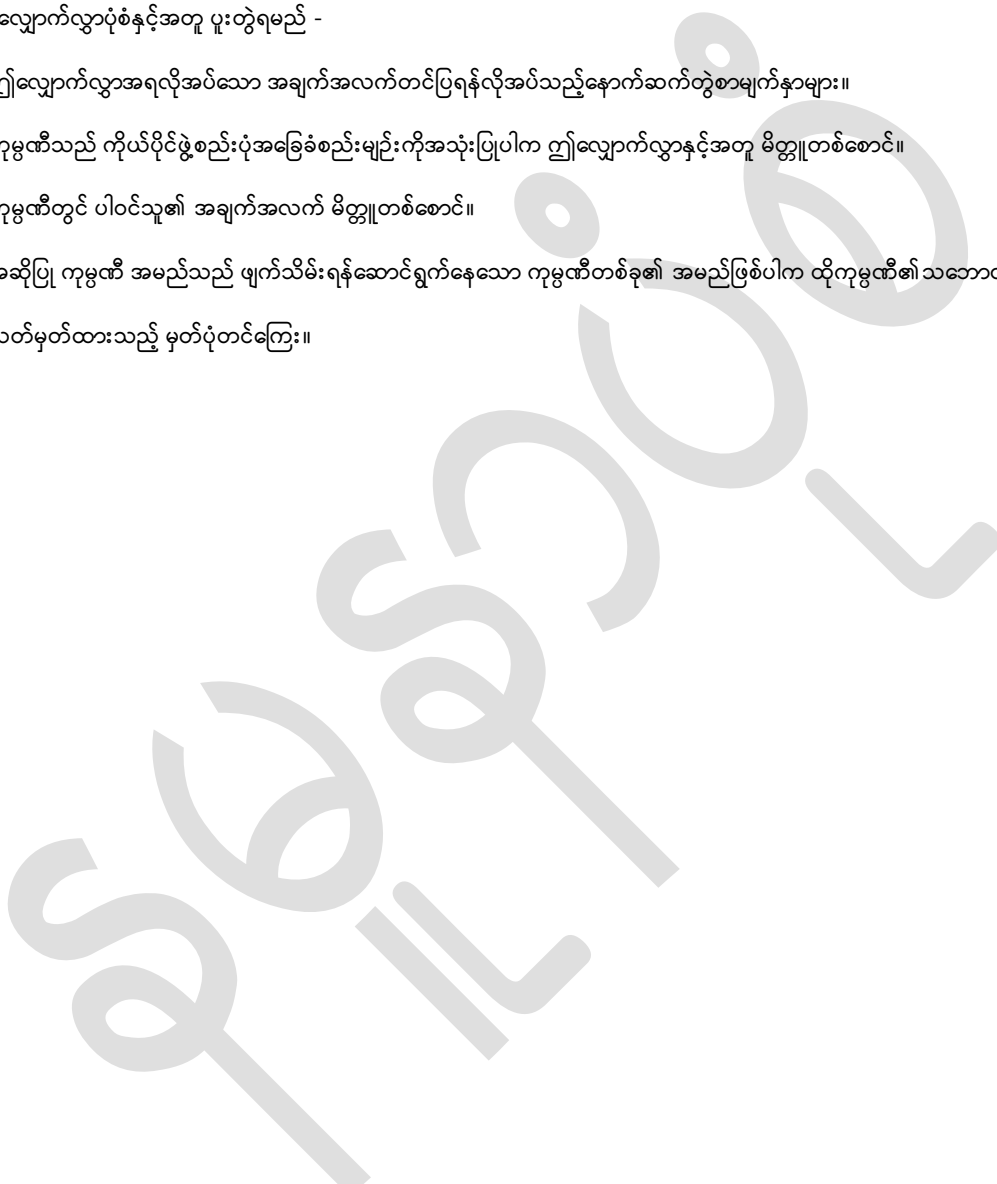 လျှောက်လွှာပုံစံနှင့်အတူ ပူးတွဲရမည် -
ဤလျှောက်လွှာအရလိုအပ်သော အချက်အလက်တင်ပြရန်လိုအပ်သည့်နောက်ဆက်တွဲစာမျက်နှာများ။
ကုမ္ပဏီသည် ကိုယ်ပိုင်ဖွဲ့စည်းပုံအခြေခံစည်းမျဉ်းကိုအသုံးပြုပါက ဤလျှောက်လွှာနှင့်အတူ မိတ္တူတစ်စောင်။
ကုမ္ပဏီတွင် ပါဝင်သူ၏ အချက်အလက် မိတ္တူတစ်စောင်။
အဆိုပြု ကုမ္ပဏီ အမည်သည် ဖျက်သိမ်းရန်ဆောင်ရွက်နေသော ကုမ္ပဏီတစ်ခု၏ အမည်ဖြစ်ပါက ထိုကုမ္ပဏီ၏
သတ်မှတ်ထားသည့် မှတ်ပုံတင်ကြေး။
နမူနာပုံစံ